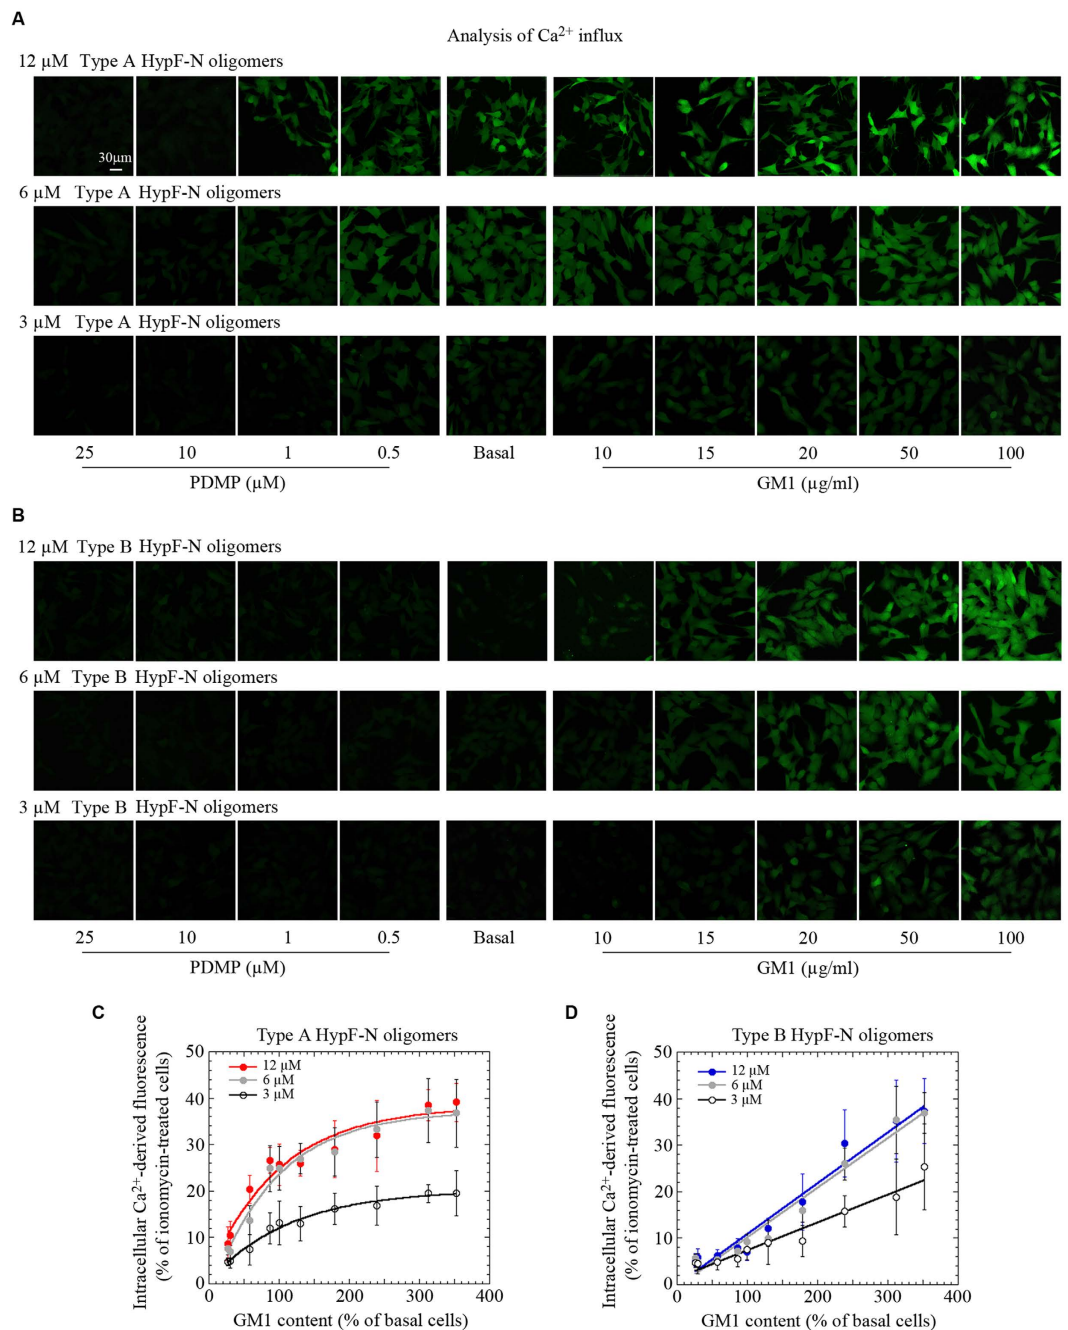 A
Analysis of Ca²⁺ influx
12 µM Type A HypF-N oligomers
30µm
6 µM Type A HypF-N oligomers
3 µM Type A HypF-N oligomers
25 10 1 0.5 Basal 10 15 20 50 100
PDMP (µM) GM1 (µg/ml)
B
12 µM Type B HypF-N oligomers
6 µM Type B HypF-N oligomers
3 µM Type B HypF-N oligomers
25 10 1 0.5 Basal 10 15 20 50 100
PDMP (µM) GM1 (µg/ml)
C
Type A HypF-N oligomers
Intracellular Ca²⁺-derived fluorescence
(% of ionomycin-treated cells)
50
40
30
20
10
0
12 µM
6 µM
3 µM
0 100 200 300 400
GM1 content (% of basal cells)
D
Type B HypF-N oligomers
Intracellular Ca²⁺-derived fluorescence
(% of ionomycin-treated cells)
50
40
30
20
10
0
12 µM
6 µM
3 µM
0 50 100 150 200 250 300 350 400
GM1 content (% of basal cells)